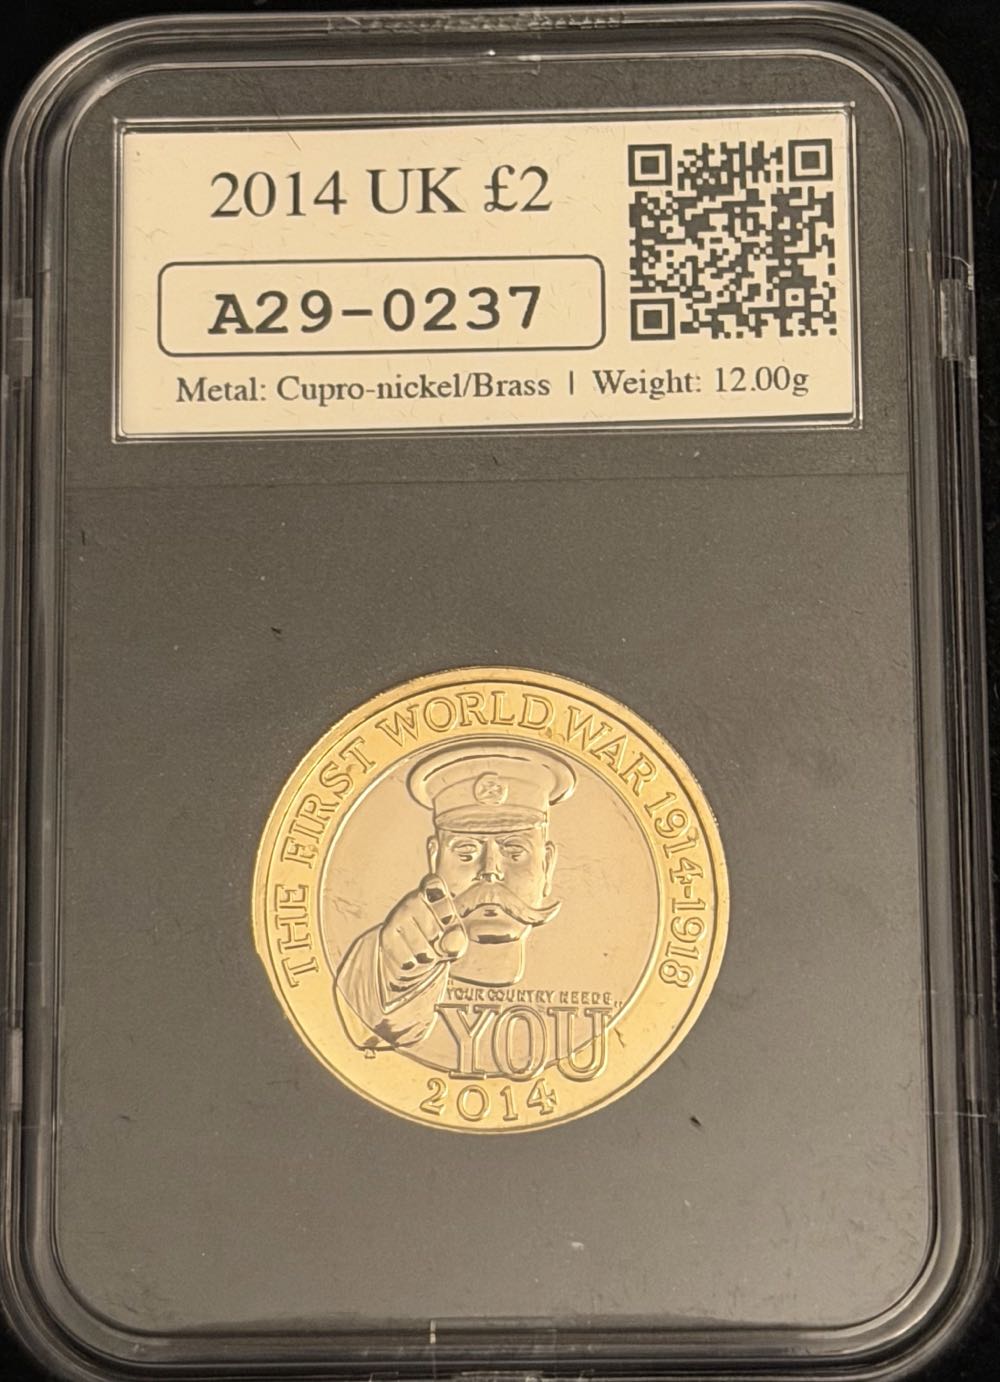 2014 UK £2
A29-0237
Metal: Cupro-nickel/Brass | Weight: 12.00g
THE FIRST WORLD WAR 1914-1918
"YOUR COUNTRY NEEDS
YOU"
2014